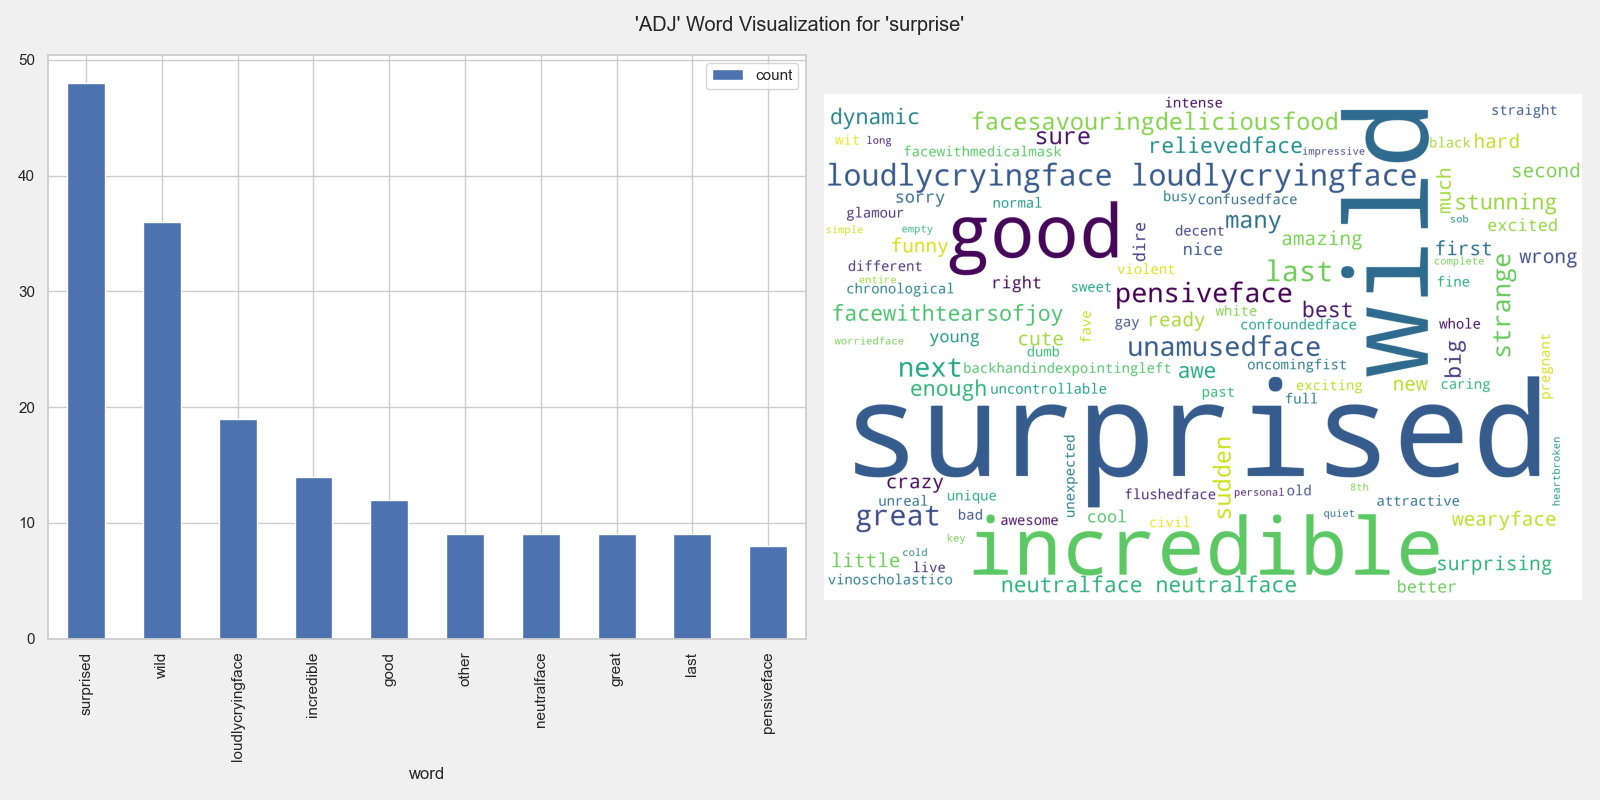 'ADJ' Word Visualization for 'surprise'
50
40
30
20
10
0
count
surprised
wild
loudlycryingface
incredible
good
other
neutralface
great
last
pensiveface
word
intense
dynamic
facesavouringdeliciousfood
straight
wit
long
sure
relievedface
black
hard
facewithmedicalmask
impressive
loudlycryingface
loudlycryingface
wild
much
second
sorry
normal
busy
confusedface
stunning
glamour
good
many
sob
excited
simple
empty
dire
decent
funny
nice
amazing
first
wrong
different
violent
last
complete
entire
chronological
right
sweet
pensiveface
fine
strange
facewithtearsofjoy
fave
gay
ready
white
best
confoundedface
whole
worriedface
young
cute
dumb
unamusedface
big
pregnant
next
backhandindexpointingleft
awe
oncomingfist
enough
uncontrollable
past
exciting
full
new
caring
surprised
unexpected
sudden
heartbroken
crazy
unreal
unique
flushedface
personal
old
8th
attractive
great
bad
awesome
cool
civil
quiet
wearyface
key
incredible
little
cold
live
surprising
vinoscholastico
neutralface
neutralface
better